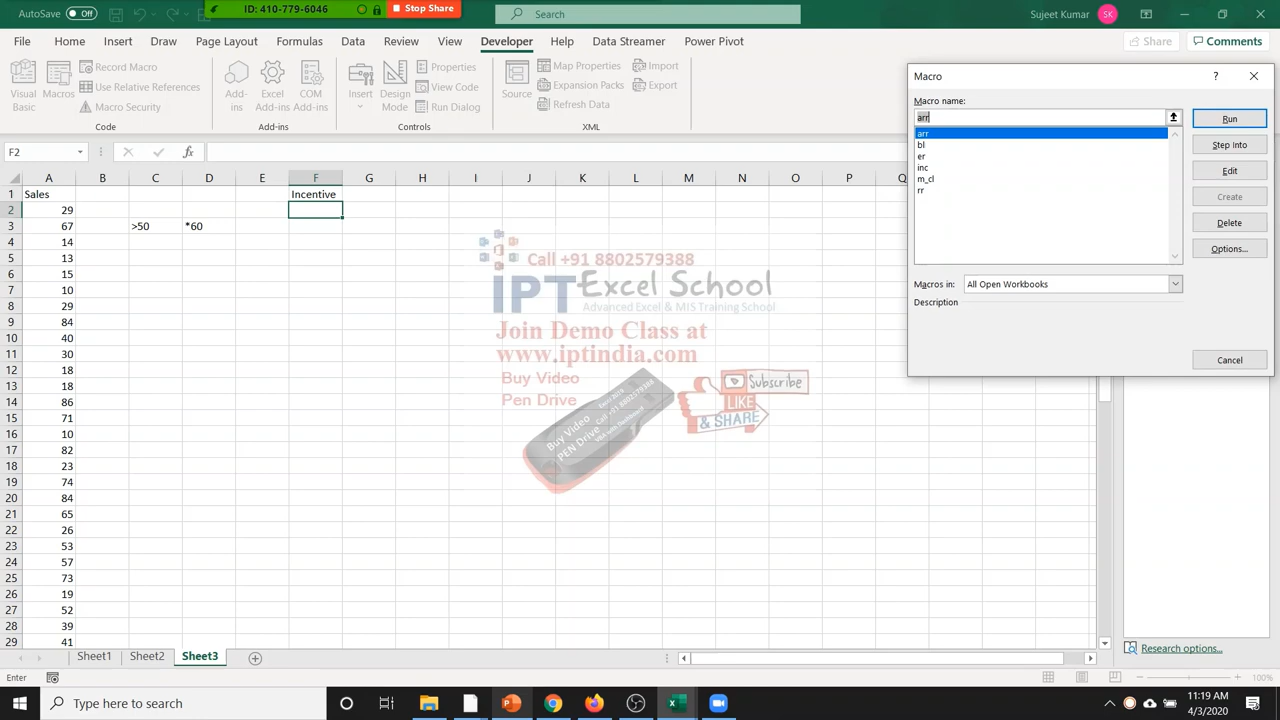 AutoSave Off
ID: 410-779-6046
Stop Share
Search
Sujeet Kumar
SK
File Home Insert Draw Page Layout Formulas Data Review View Developer Help Data Streamer Power Pivot
Share Comments
Visual Basic
Macros
Record Macro
Use Relative References
Macro Security
Code
Add-ins
Excel Add-ins
COM Add-ins
Add-ins
Insert
Design Mode
Properties
View Code
Run Dialog
Controls
Source
Map Properties
Expansion Packs
Refresh Data
Import
Export
XML
F2
fx
A B C D E F G H I J K L M N O P Q
1 Sales Incentive
2 29
3 67 >50 *60
4 14
5 13
6 15
7 10
8 29
9 84
10 40
11 30
12 18
13 18
14 86
15 71
16 10
17 82
18 23
19 74
20 84
21 65
22 26
23 53
24 57
25 73
26 19
27 52
28 39
29 41
Call +91 8802579388
IPT Excel School
Advanced Excel & MIS Training School
Join Demo Class at
www.iptindia.com
Buy Video
Pen Drive
Buy Video
PEN Drive
Call +91 8802579388
Subscribe
LIKE
& SHARE
Macro
?
Macro name:
arr
arr
bl
er
inc
m_cl
rr
Run
Step Into
Edit
Create
Delete
Options...
Macros in: All Open Workbooks
Description
Cancel
Research options...
Sheet1 Sheet2 Sheet3
Enter
100%
Type here to search
11:19 AM
4/3/2020